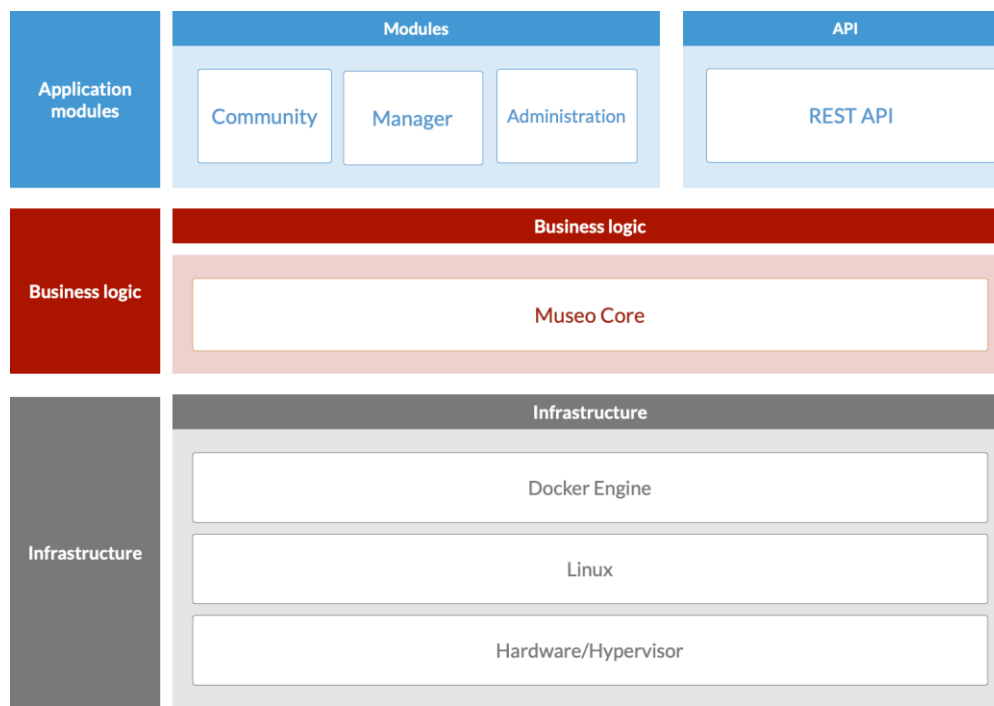 Modules
API
Application
modules
Community
Manager
Administration
REST API
Business logic
Business logic
Museo Core
Infrastructure
Docker Engine
Infrastructure
Linux
Hardware/Hypervisor